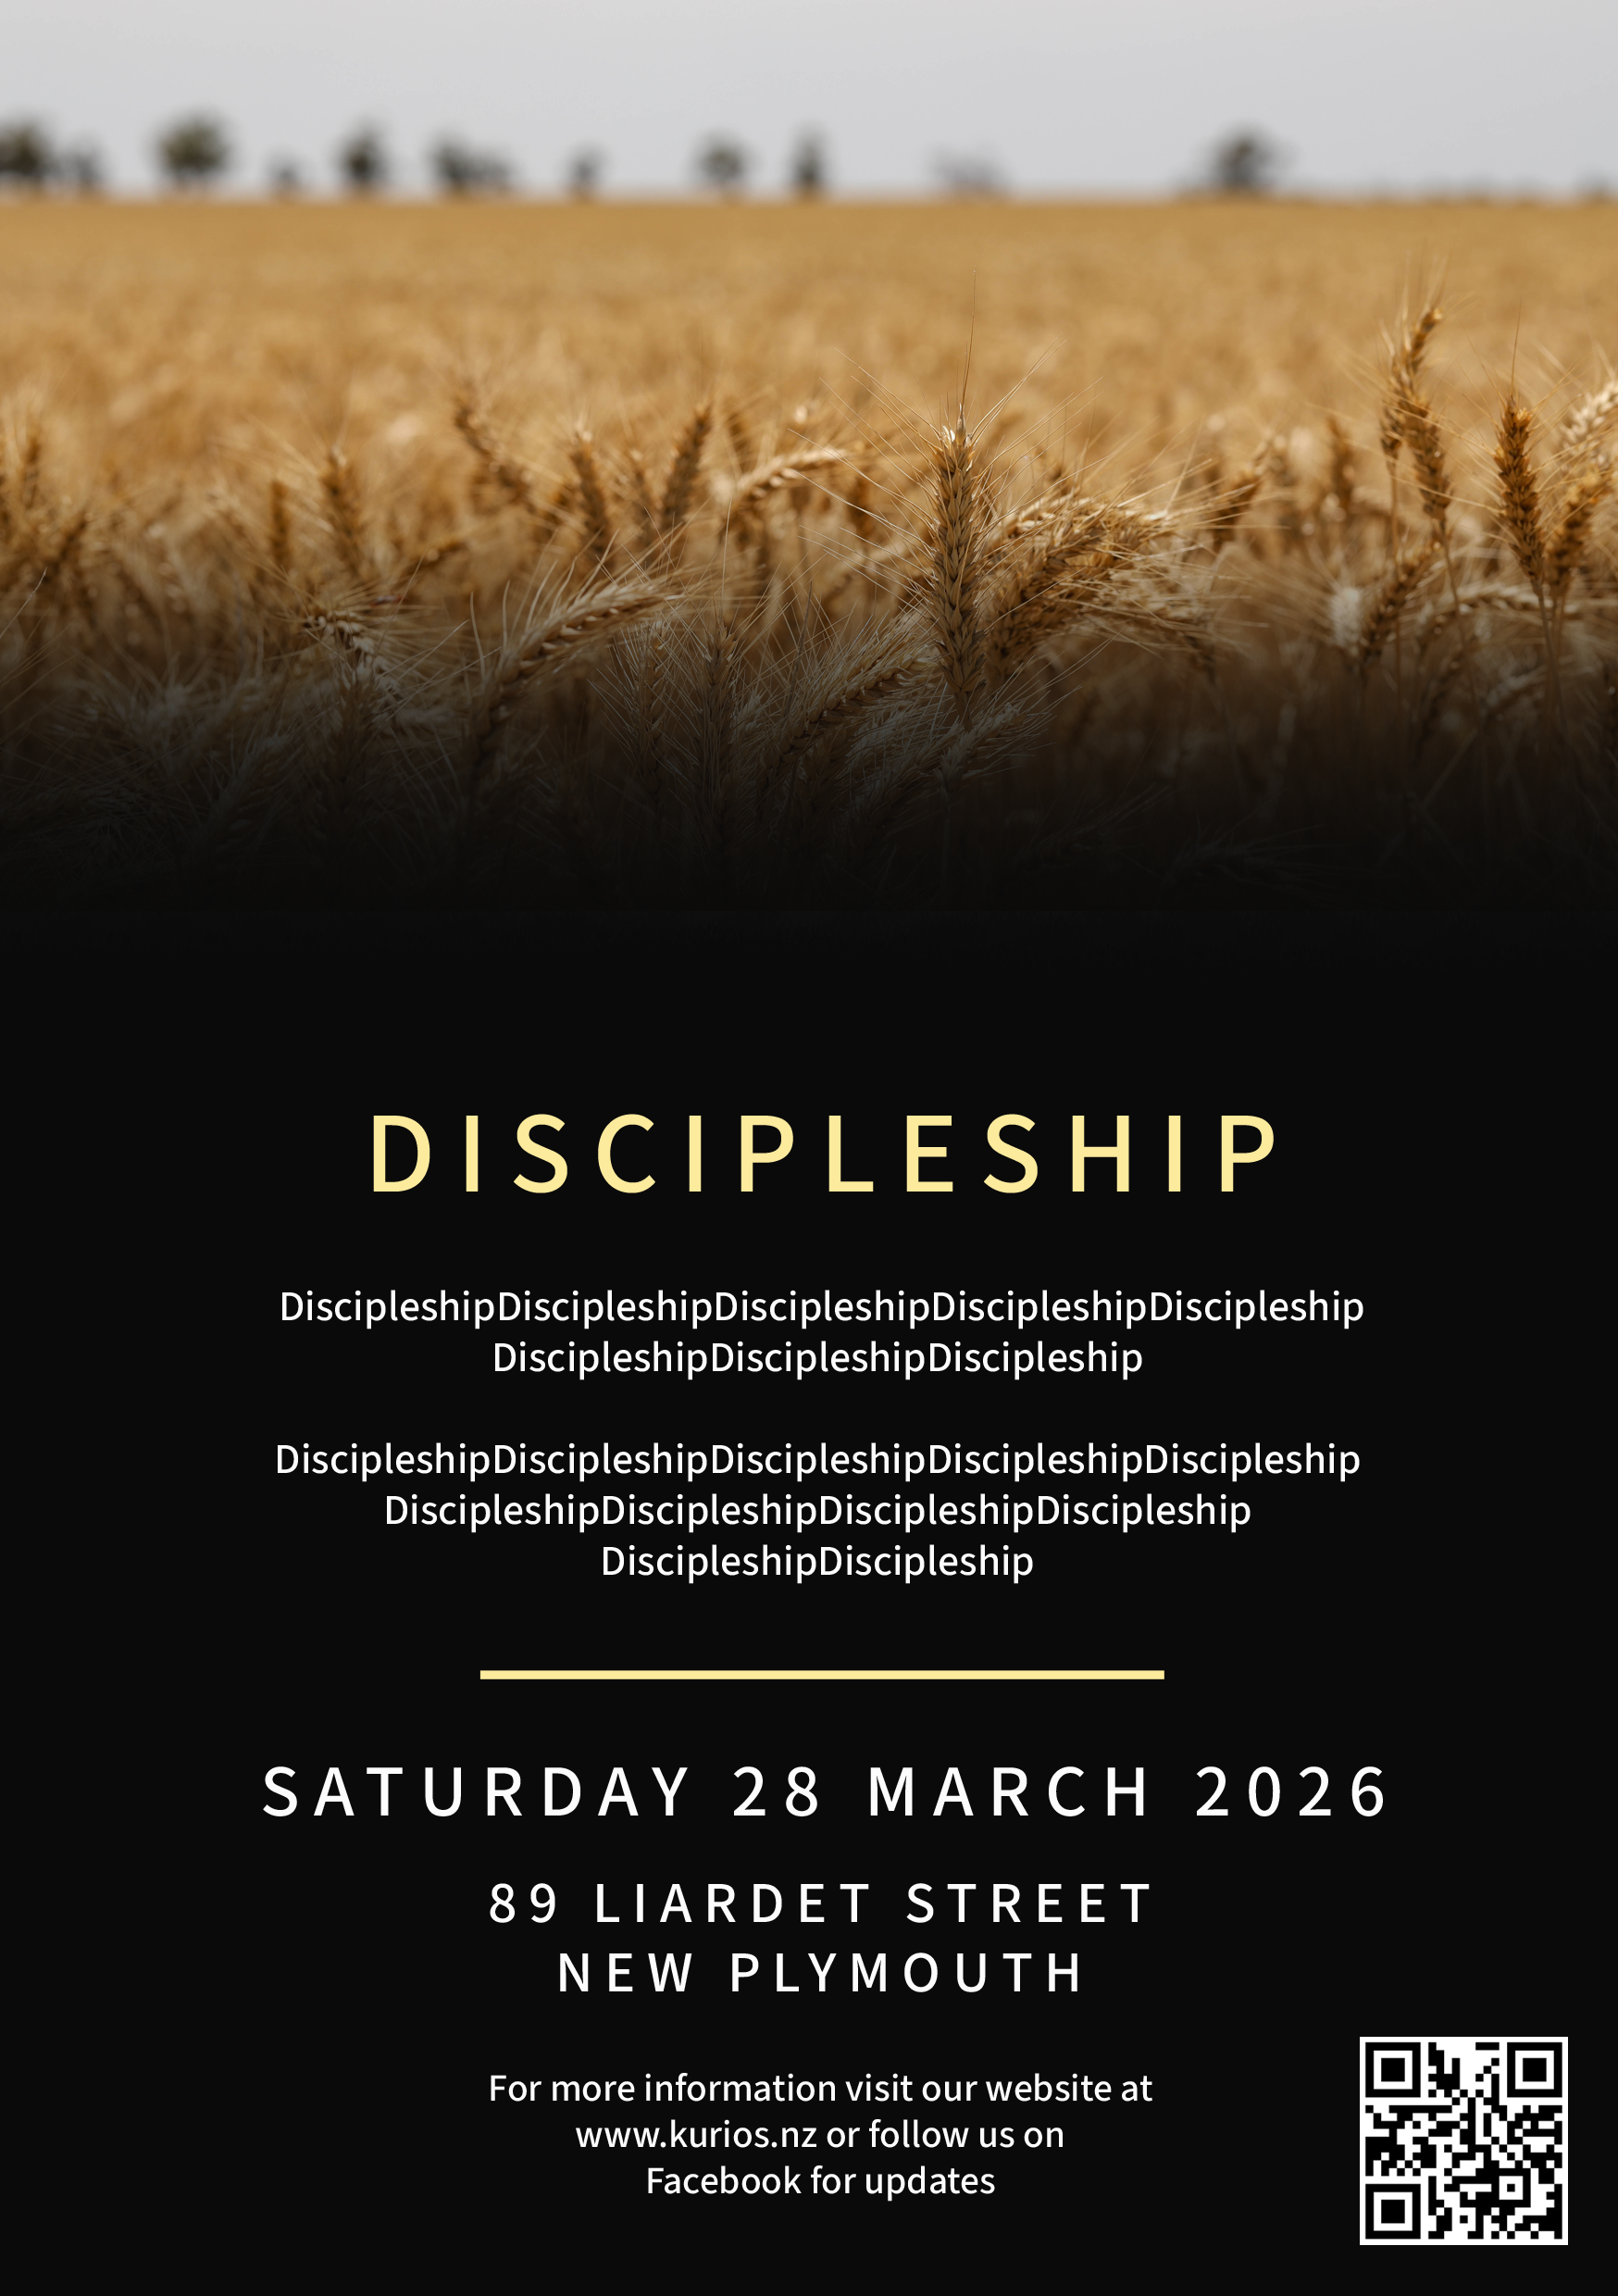 DISCIPLESHIP
DiscipleshipDiscipleshipDiscipleshipDiscipleshipDiscipleship
DiscipleshipDiscipleshipDiscipleship
DiscipleshipDiscipleshipDiscipleshipDiscipleshipDiscipleship
DiscipleshipDiscipleshipDiscipleshipDiscipleship
DiscipleshipDiscipleship
SATURDAY 28 MARCH 2026
89 LIARDET STREET
NEW PLYMOUTH
For more information visit our website at
www.kurios.nz or follow us on
Facebook for updates